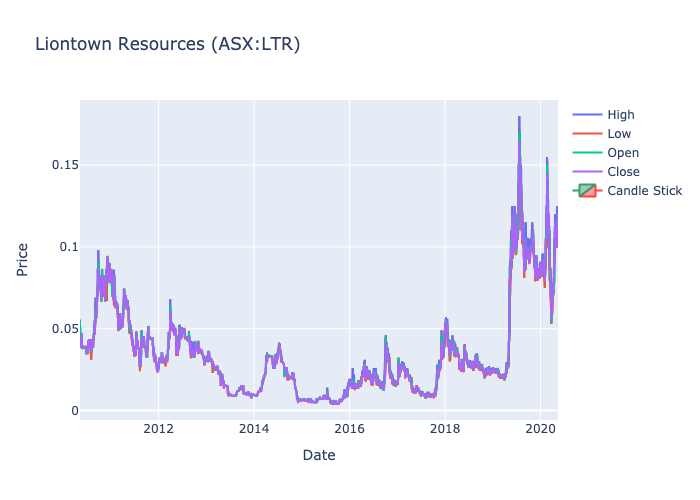 Liontown Resources (ASX:LTR)
High
Low
Open
Close
Candle Stick
0.15
0.1
0.05
0
Price
2012 2014 2016 2018 2020
Date